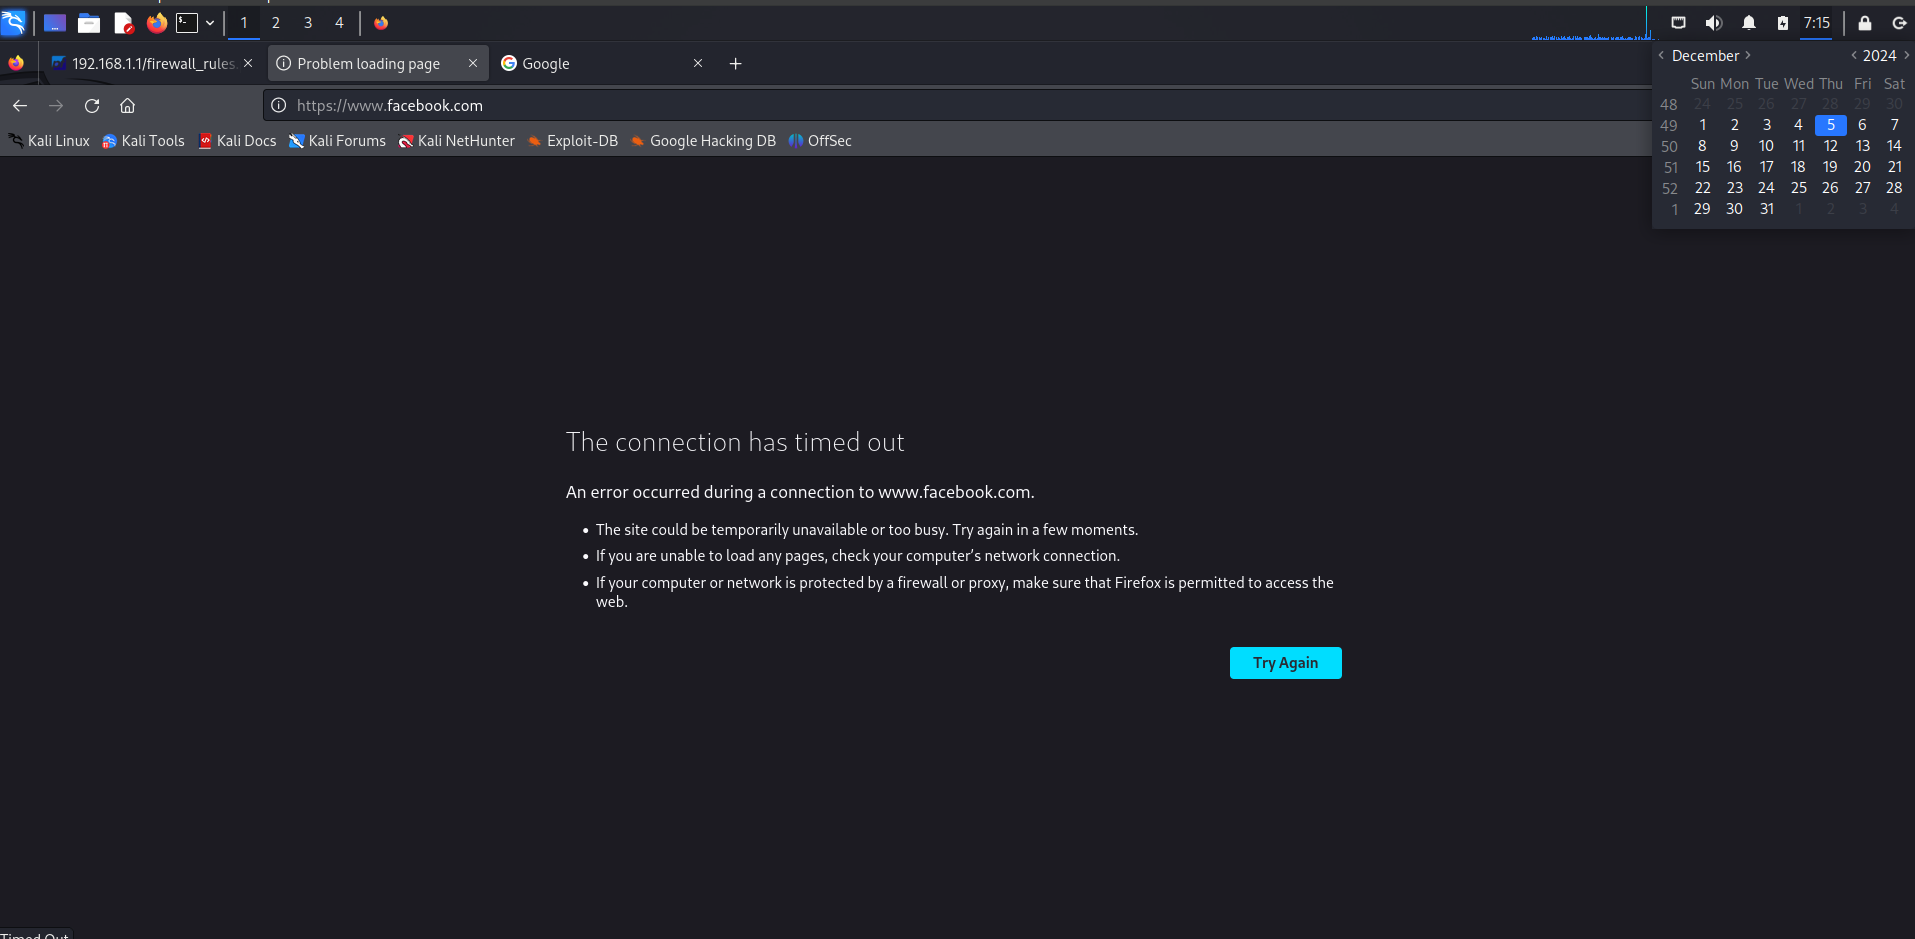 1 2 3 4 7:15
192.168.1.1/firewall_rules. Problem loading page Google
https://www.facebook.com
Kali Linux Kali Tools Kali Docs Kali Forums Kali NetHunter Exploit-DB Google Hacking DB OffSec
December 2024
Sun Mon Tue Wed Thu Fri Sat
48 24 25 26 27 28 29 30
49 1 2 3 4 5 6 7
50 8 9 10 11 12 13 14
51 15 16 17 18 19 20 21
52 22 23 24 25 26 27 28
1 29 30 31 1 2 3 4
The connection has timed out
An error occurred during a connection to www.facebook.com.
• The site could be temporarily unavailable or too busy. Try again in a few moments.
• If you are unable to load any pages, check your computer’s network connection.
• If your computer or network is protected by a firewall or proxy, make sure that Firefox is permitted to access the
web.
Try Again
Timed Out